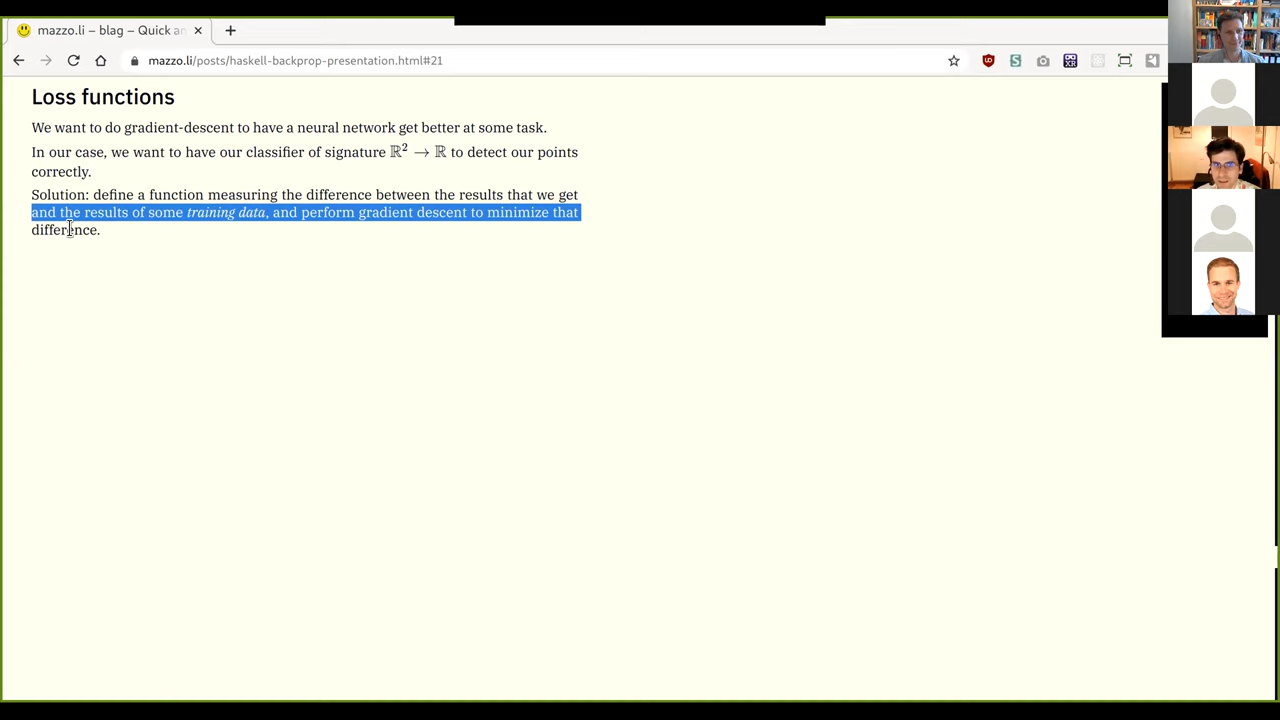 mazzo.li – blag – Quick an
mazzo.li/posts/haskell-backprop-presentation.html#21
Loss functions
We want to do gradient-descent to have a neural network get better at some task.
In our case, we want to have our classifier of signature ℝ² → ℝ to detect our points
correctly.
Solution: define a function measuring the difference between the results that we get
and the results of some training data, and perform gradient descent to minimize that
difference.